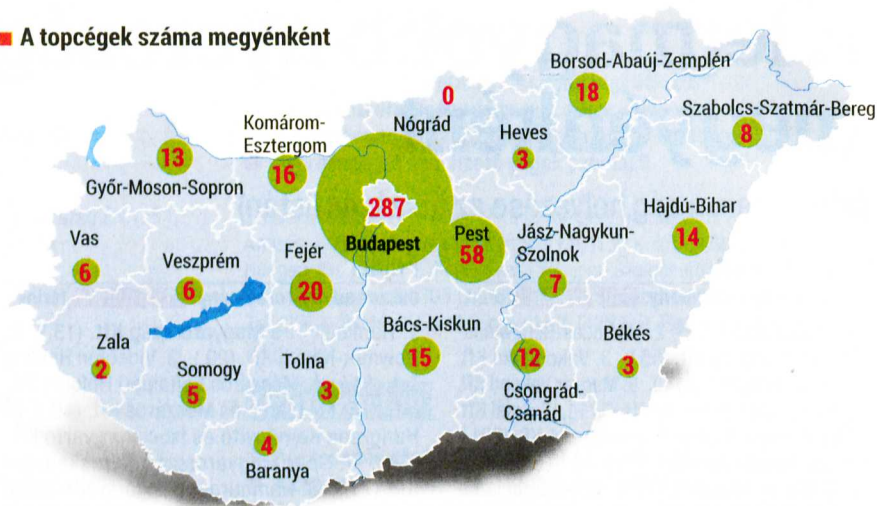 A topcégek száma megyénként
Borsod-Abaúj-Zemplén
18
0
Nógrád
Szabolcs-Szatmár-Bereg
8
Heves
3
Komárom-
Esztergom
16
13
Győr-Moson-Sopron
287
Budapest
Pest
58
Hajdú-Bihar
14
Jász-Nagykun-
Szolnok
7
Vas
6
Veszprém
6
Fejér
20
Bács-Kiskun
15
Békés
3
Zala
2
Somogy
5
Tolna
3
12
Csongrád-
Csanád
4
Baranya